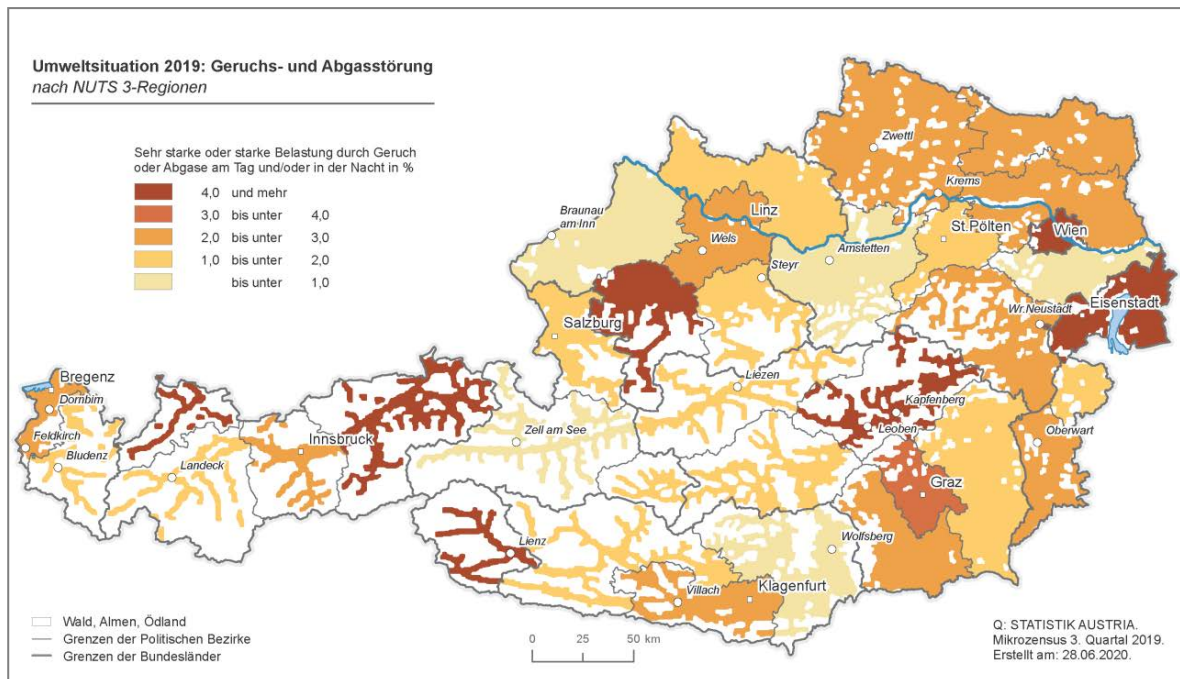 Umweltsituation 2019: Geruchs- und Abgasstörung
nach NUTS 3-Regionen
Sehr starke oder starke Belastung durch Geruch
oder Abgase am Tag und/oder in der Nacht in %
4,0 und mehr
3,0 bis unter 4,0
2,0 bis unter 3,0
1,0 bis unter 2,0
bis unter 1,0
Zwettl
Krems
Linz
Braunau
am-Inn
St.Pölten
Wien
Wels
Amstetten
Steyr
Eisenstadt
Wr.Neustadt
Salzburg
Bregenz
Dornbirn
Liezen
Kapfenberg
Leoben
Innsbruck
Zell am See
Oberwart
Feldkirch
Bludenz
Landeck
Graz
Lienz
Wolfsberg
Villach
Klagenfurt
Wald, Almen, Ödland
Grenzen der Politischen Bezirke
Grenzen der Bundesländer
0 25 50 km
Q: STATISTIK AUSTRIA.
Mikrozensus 3. Quartal 2019.
Erstellt am: 28.06.2020.